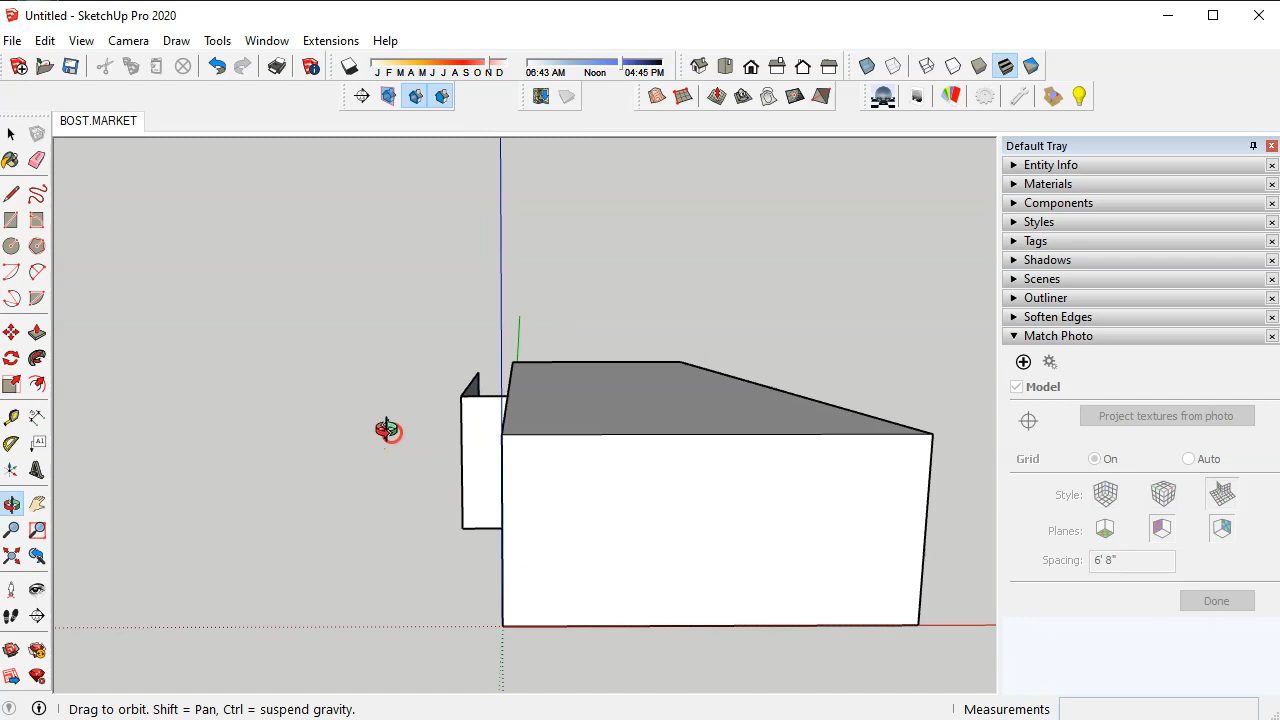 Untitled - SketchUp Pro 2020
File Edit View Camera Draw Tools Window Extensions Help
J F M A M J J A S O N D 06:43 AM Noon 04:45 PM
BOST.MARKET
Default Tray
Entity Info
Materials
Components
Styles
Tags
Shadows
Scenes
Outliner
Soften Edges
Match Photo
Model
Project textures from photo
Grid On Auto
Style:
Planes:
Spacing: 6' 8"
Done
Drag to orbit. Shift = Pan, Ctrl = suspend gravity. Measurements